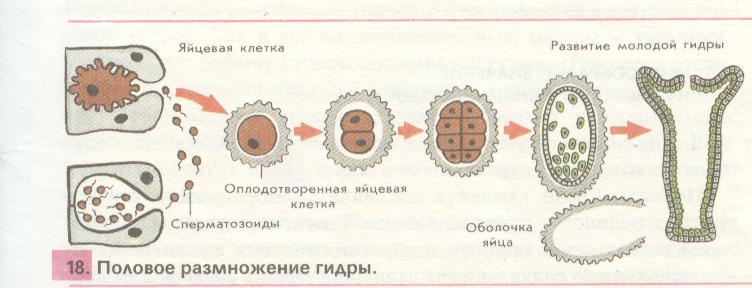 Яйцевая клетка
Развитие молодой гидры
Оплодотворенная яйцевая
клетка
Сперматозоиды
Оболочка
яйца
18. Половое размножение гидры.